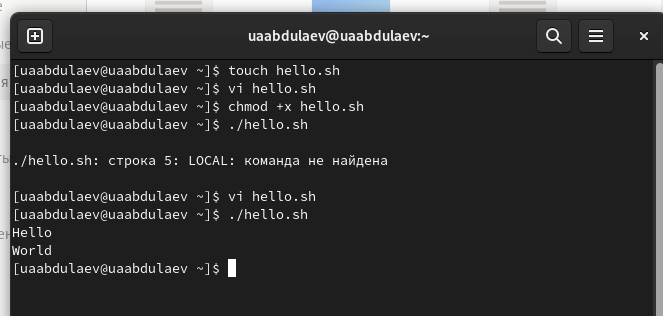 uaabdulaev@uaabdulaev:~
[uaabdulaev@uaabdulaev ~]$ touch hello.sh
[uaabdulaev@uaabdulaev ~]$ vi hello.sh
[uaabdulaev@uaabdulaev ~]$ chmod +x hello.sh
[uaabdulaev@uaabdulaev ~]$ ./hello.sh
./hello.sh: строка 5: LOCAL: команда не найдена
[uaabdulaev@uaabdulaev ~]$ vi hello.sh
[uaabdulaev@uaabdulaev ~]$ ./hello.sh
Hello
World
[uaabdulaev@uaabdulaev ~]$